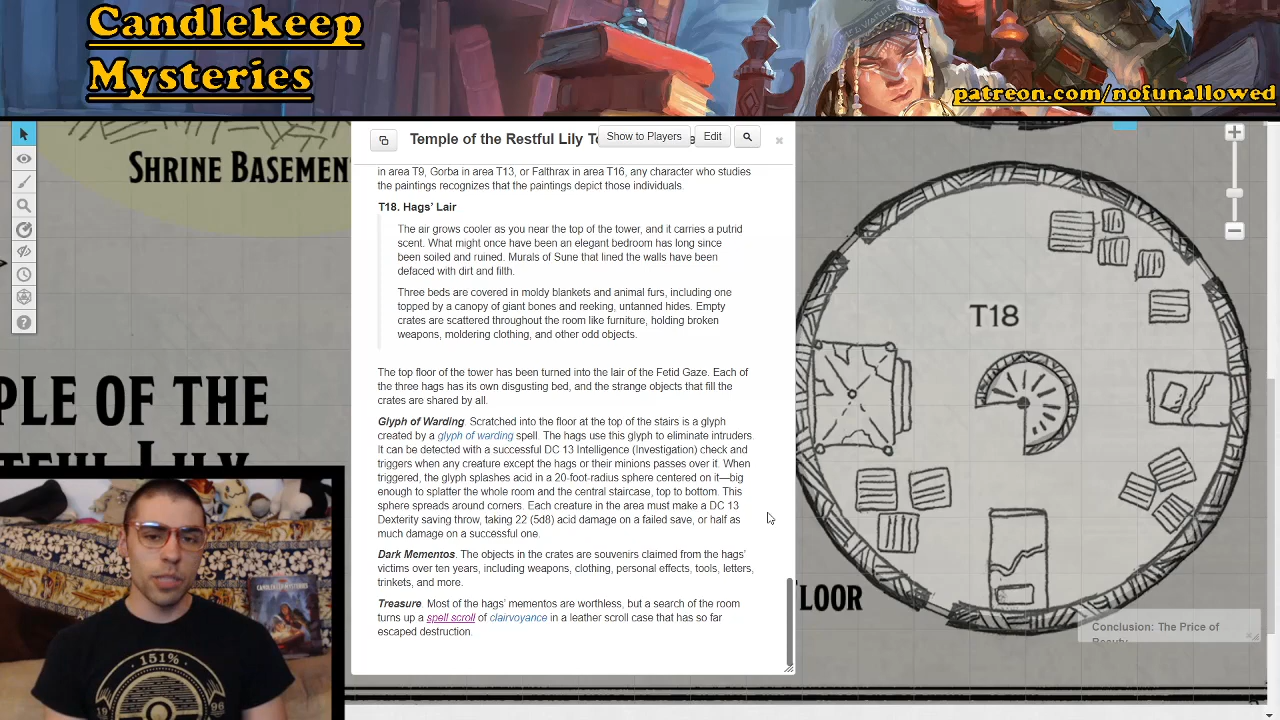 Candlekeep
Mysteries
patreon.com/nofunallowed
SHRINE BASEMEN
PLE OF THE
Temple of the Restful Lily
Show to Players
Edit
in area T9, Gorba in area T13, or Falthran in area T16, any character who studies
the paintings recognizes that the paintings depict those individuals
T18. Hags' Lair
The air grows cooler as you near the top of the tower, and it carries a putrid
scent. What might once have been an elegant bedroom has long since
been soiled and ruined. Murals of Sune that lined the walls have been
defaced with dirt and filth.
Three beds are covered in moldy blankets and animal furs, including one
topped by a canopy of giant bones and reeking, untanned hides. Empty
crates are scattered throughout the room like furniture, holding broken
weapons, moldering clothing, and other odd objects.
The top floor of the tower has been turned into the lair of the Fetid Gaze. Each of
the three hags has its own disgusting bed, and the strange objects that fill the
crates are shared by all.
Glyph of Warding. Scratched into the floor at the top of the stairs is a glyph
created by a glyph of warding spell. The hags use this glyph to eliminate intruders.
It can be detected with a successful DC 13 Intelligence (Investigation) check and
triggers when any creature except the hags or their minions passes over it. When
triggered, the glyph splashes acid in a 20-foot-radius sphere centered on it—big
enough to splatter the whole room and the central staircase, top to bottom. This
sphere spreads around corners. Each creature in the area must make a DC 13
Dexterity saving throw, taking 22 (5d8) acid damage on a failed save, or half as
much damage on a successful one.
Dark Mementos. The objects in the crates are souvenirs claimed from the hags'
victims over ten years, including weapons, clothing, personal effects, tools, letters,
trinkets, and more.
Treasure. Most of the hags' mementos are worthless, but a search of the room
turns up a spell scroll of clairvoyance in a leather scroll case that has so far
escaped destruction.
T18
LOOR
Conclusion: The Price of
Beauty
151%
19
96